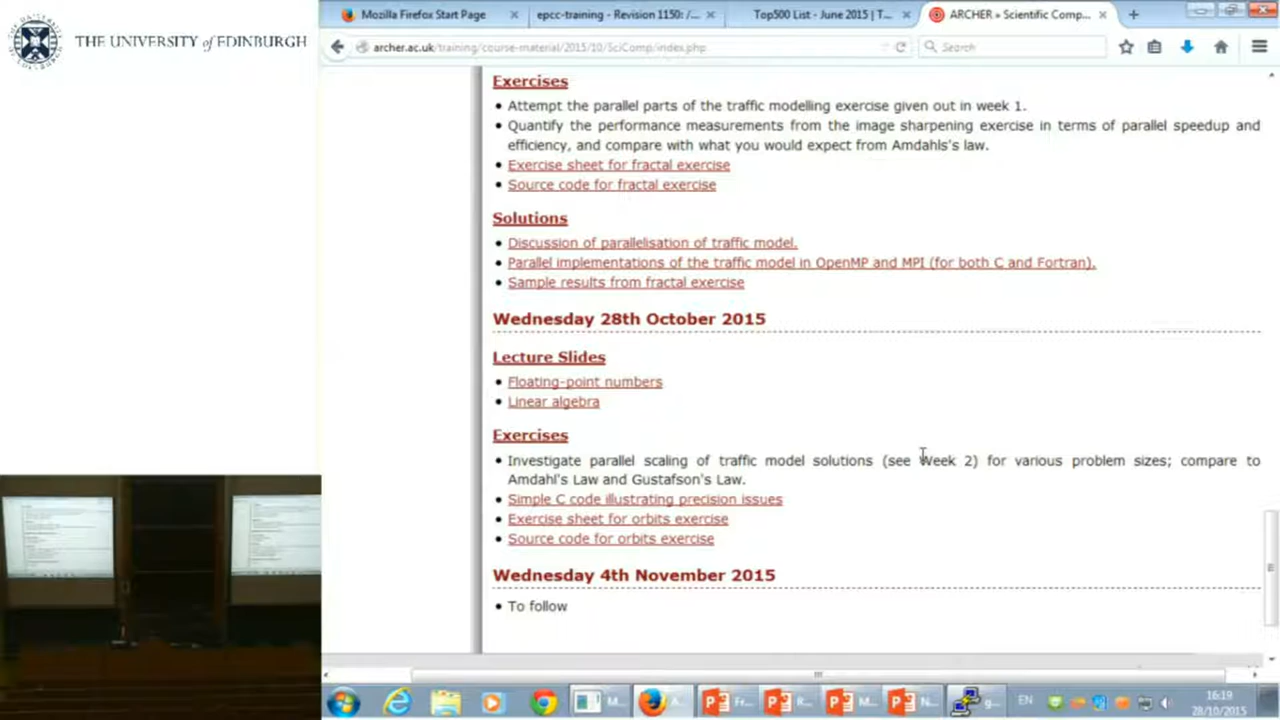 THE UNIVERSITY of EDINBURGH
Mozilla Firefox Start Page
epcc-training - Revision 1150: /...
Top500 List - June 2015 | T...
ARCHER » Scientific Comp...
archer.ac.uk/training/course-material/2015/10/SciComp/index.php
Search
Exercises
• Attempt the parallel parts of the traffic modelling exercise given out in week 1.
• Quantify the performance measurements from the image sharpening exercise in terms of parallel speedup and
efficiency, and compare with what you would expect from Amdahls's law.
• Exercise sheet for fractal exercise
• Source code for fractal exercise
Solutions
• Discussion of parallelisation of traffic model.
• Parallel implementations of the traffic model in OpenMP and MPI (for both C and Fortran).
• Sample results from fractal exercise
Wednesday 28th October 2015
Lecture Slides
• Floating-point numbers
• Linear algebra
Exercises
• Investigate parallel scaling of traffic model solutions (see Week 2) for various problem sizes; compare to
Amdahl's Law and Gustafson's Law.
• Simple C code illustrating precision issues
• Exercise sheet for orbits exercise
• Source code for orbits exercise
Wednesday 4th November 2015
• To follow
M...
A...
Fr...
R...
M...
N...
g...
EN
16:19
28/10/2015